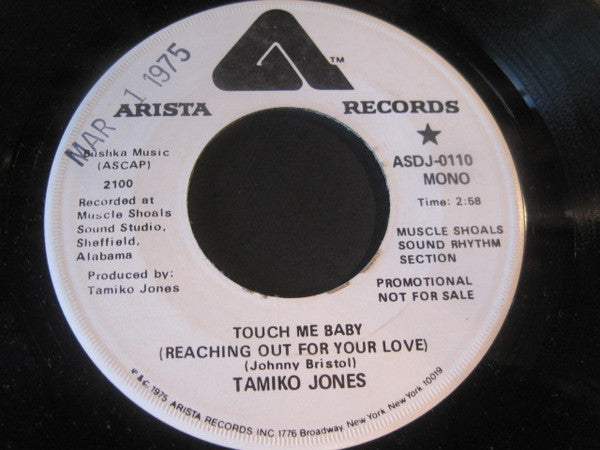 MAR 1 1975
TM
ARISTA RECORDS
Bushka Music
(ASCAP)
2100
Recorded at
Muscle Shoals
Sound Studio,
Sheffield,
Alabama
Produced by:
Tamiko Jones
★
ASDJ-0110
MONO
Time: 2:58
MUSCLE SHOALS
SOUND RHYTHM
SECTION
PROMOTIONAL
NOT FOR SALE
TOUCH ME BABY
(REACHING OUT FOR YOUR LOVE)
(Johnny Bristol)
TAMIKO JONES
℗ & © 1975 ARISTA RECORDS INC. 1776 Broadway, New York, New York 10019